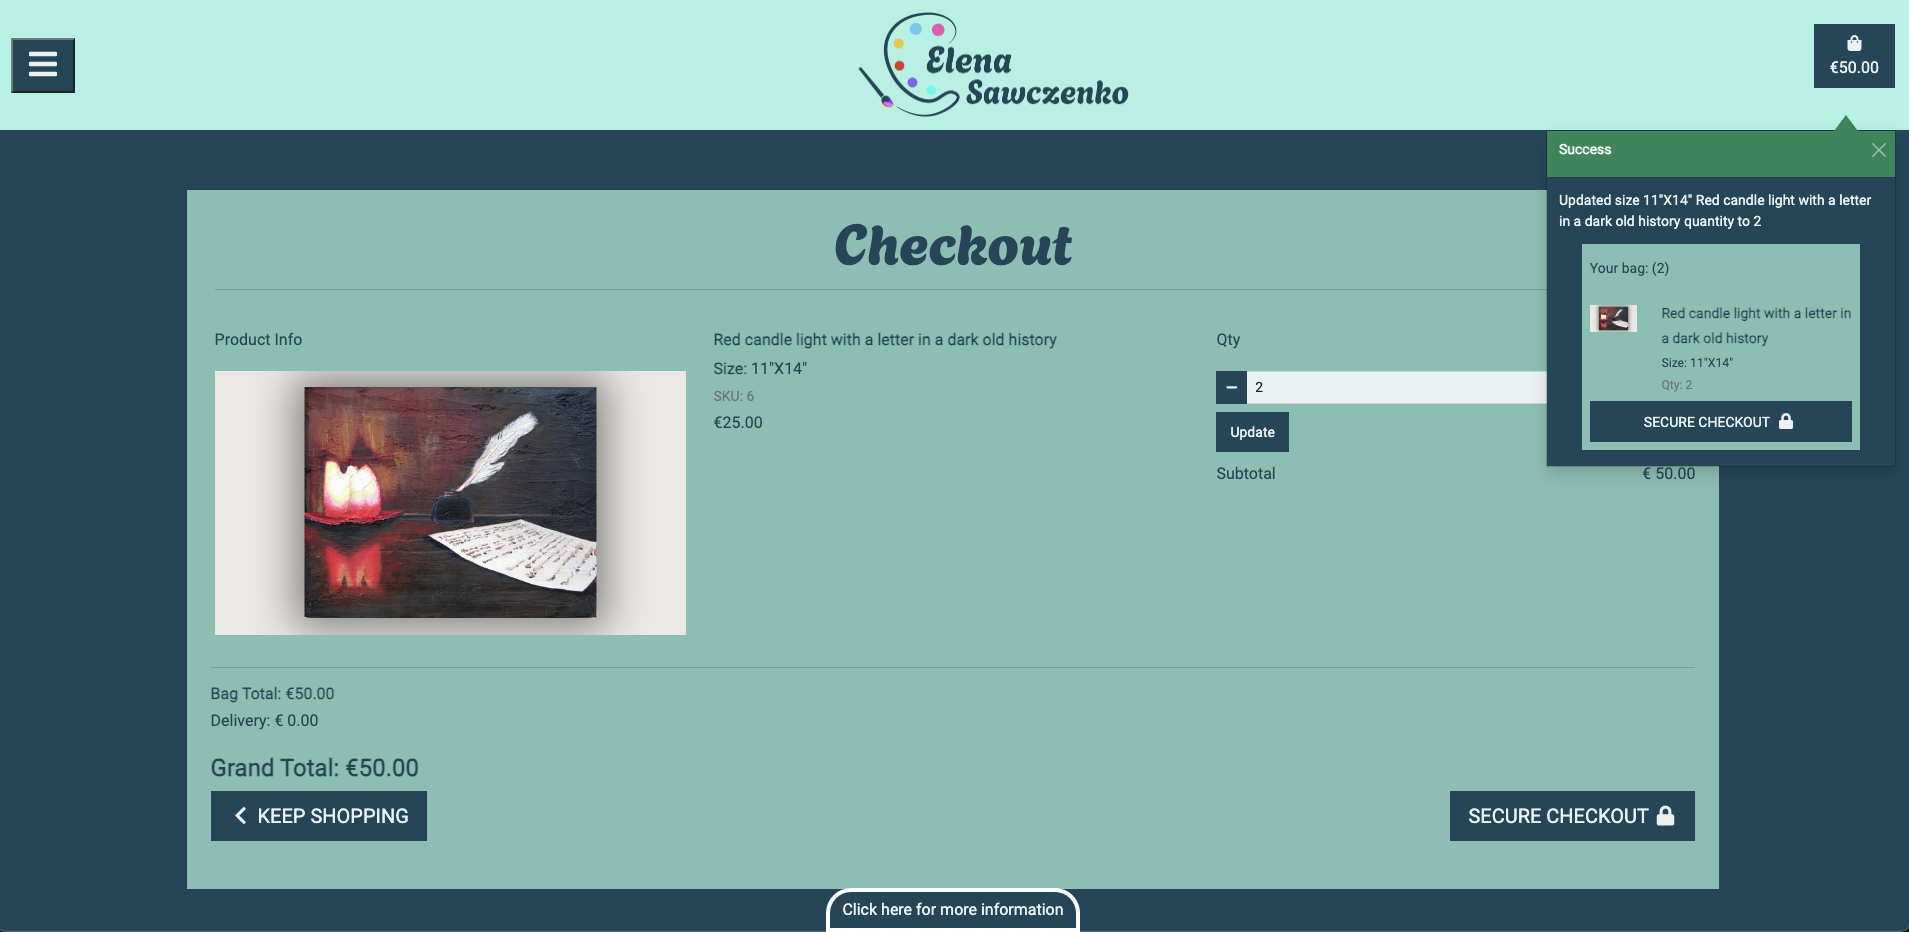 Elena
Sawczenko
€50.00
Success
Updated size 11"X14" Red candle light with a letter
in a dark old history quantity to 2
Your bag: (2)
Red candle light with a letter in
a dark old history
Size: 11"X14"
Qty: 2
SECURE CHECKOUT
Checkout
Product Info
Red candle light with a letter in a dark old history
Size: 11"X14"
SKU: 6
€25.00
Qty
2
Update
Subtotal
€ 50.00
Bag Total: €50.00
Delivery: € 0.00
Grand Total: €50.00
KEEP SHOPPING
SECURE CHECKOUT
Click here for more information